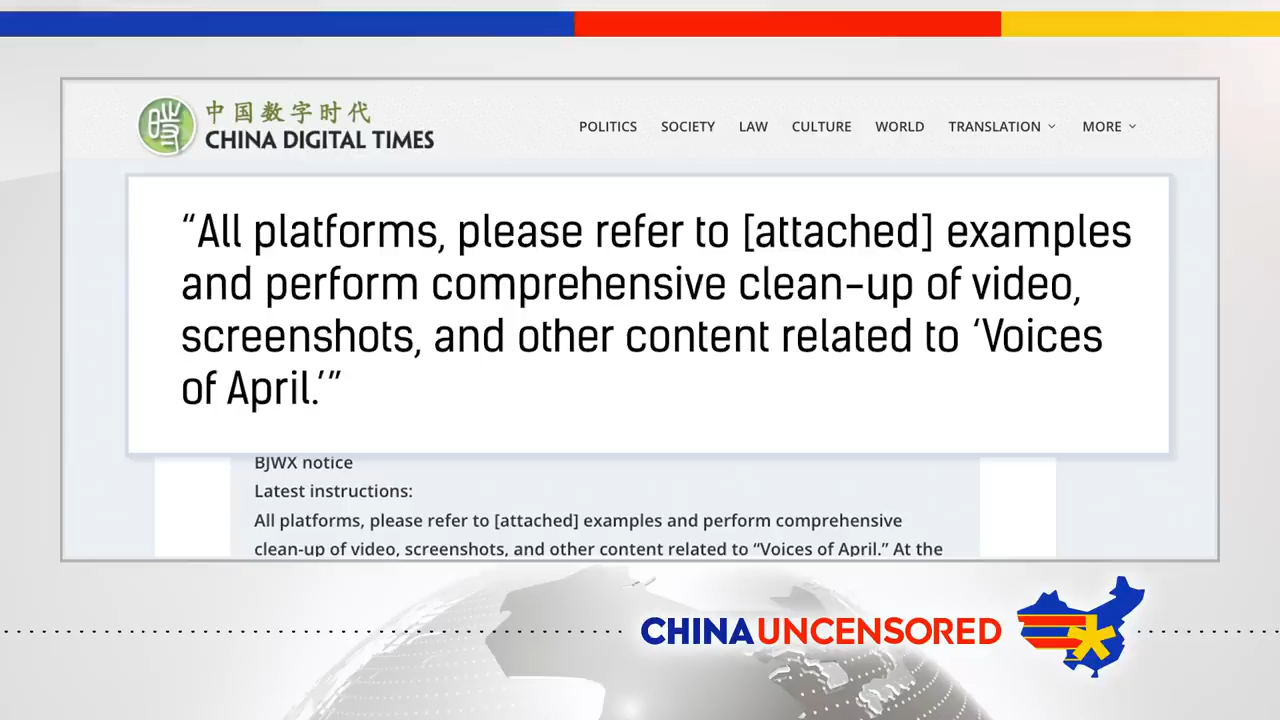 中国数字时代
CHINA DIGITAL TIMES
POLITICS SOCIETY LAW CULTURE WORLD TRANSLATION MORE
“All platforms, please refer to [attached] examples
and perform comprehensive clean-up of video,
screenshots, and other content related to ‘Voices
of April.’”
BJWX notice
Latest instructions:
All platforms, please refer to [attached] examples and perform comprehensive
clean-up of video, screenshots, and other content related to “Voices of April.” At the
CHINA UNCENSORED